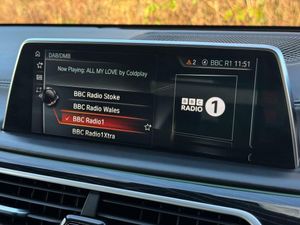 DAB/DMB
BBC R1 11:51
Now Playing: ALL MY LOVE by Coldplay
BBC Radio Stoke
BBC Radio Wales
BBC Radio1
BBC Radio1Xtra
BBC
RADIO 1